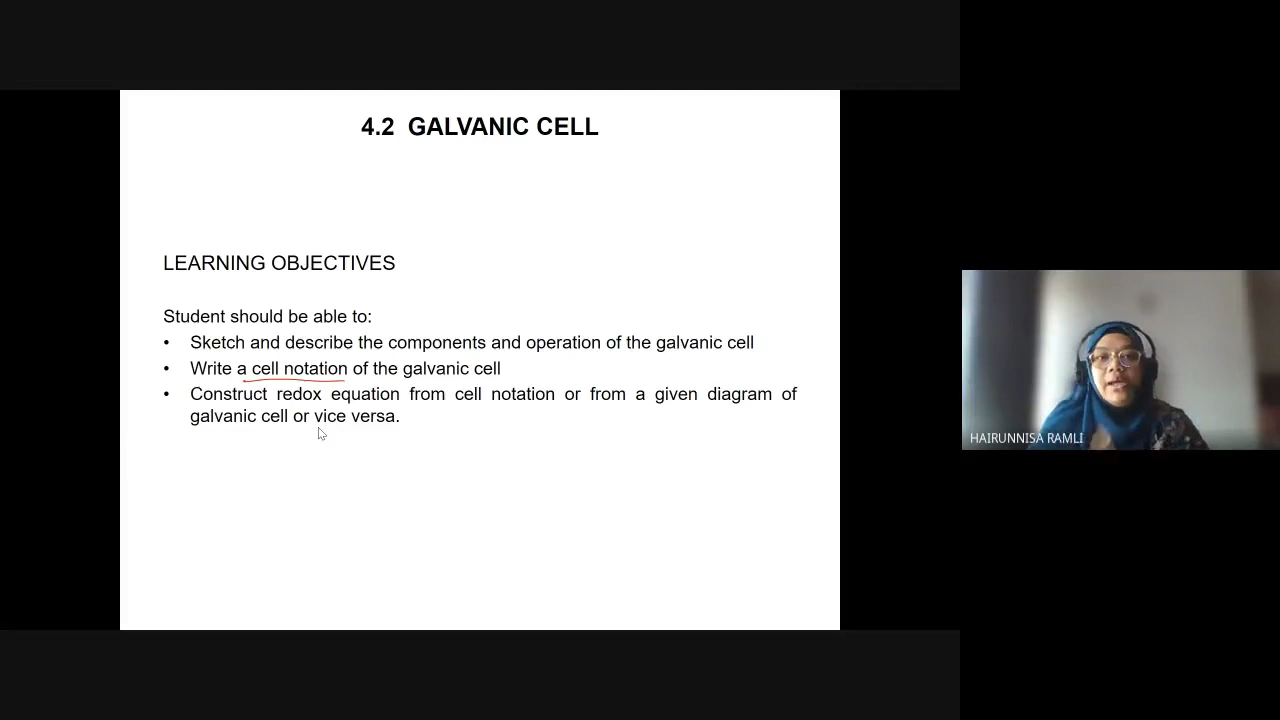 4.2 GALVANIC CELL
LEARNING OBJECTIVES
Student should be able to:
• Sketch and describe the components and operation of the galvanic cell
• Write a cell notation of the galvanic cell
• Construct redox equation from cell notation or from a given diagram of
galvanic cell or vice versa.
HAIRUNNISA RAMLI